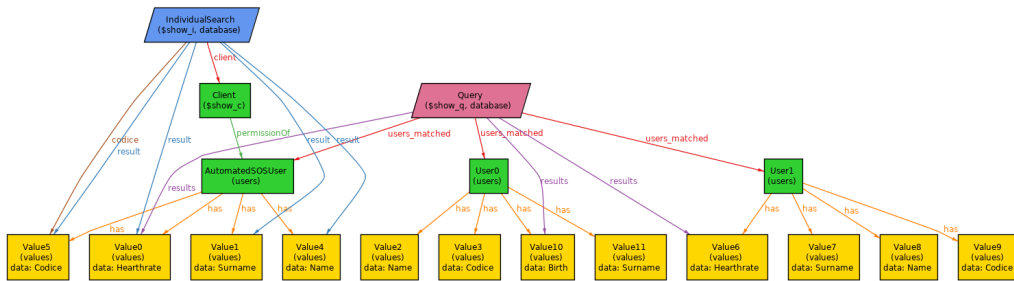 IndividualSearch
($show_i, database)
client
Client
($show_c)
Query
($show_q, database)
permissionOf
codice
result
result
result
result
users_matched
users_matched
users_matched
AutomatedSOSUser
(users)
User0
(users)
User1
(users)
results
results
results
has
has
has
has
has
has
has
has
has
has
has
has
Value5
(values)
data: Codice
Value0
(values)
data: Hearthrate
Value1
(values)
data: Surname
Value4
(values)
data: Name
Value2
(values)
data: Name
Value3
(values)
data: Codice
Value10
(values)
data: Birth
Value11
(values)
data: Surname
Value6
(values)
data: Hearthrate
Value7
(values)
data: Surname
Value8
(values)
data: Name
Value9
(values)
data: Codice